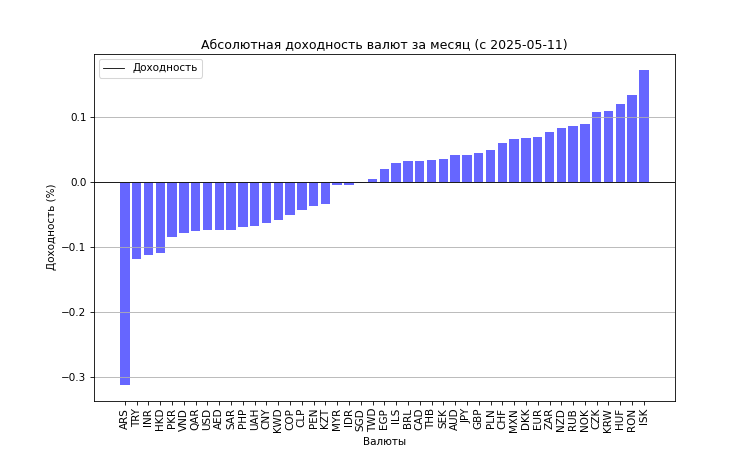 Абсолютная доходность валют за месяц (с 2025-05-11)
Доходность
Доходность (%)
0.1
0.0
−0.1
−0.2
−0.3
ARS TRY INR HKD PKR VND QAR USD AED SAR PHP UAH CNY KWD COP CLP PEN KZT MYR IDR SGD TWD EGP ILS BRL CAD THB SEK AUD JPY GBP PLN CHF MXN DKK EUR ZAR NZD RUB NOK CZK KRW HUF RON ISK
Валюты